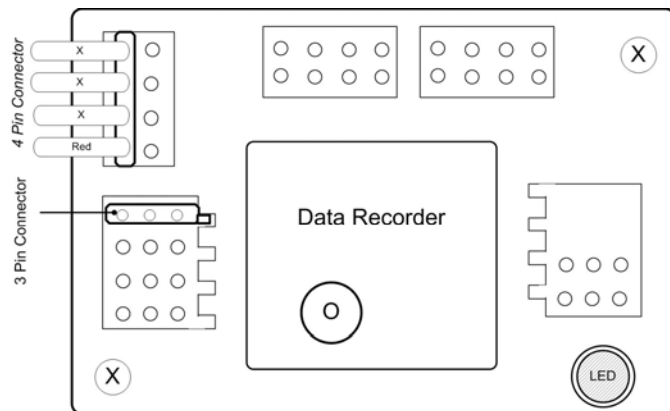 4 Pin Connector
X
X
X
Red
X
3 Pin Connector
Data Recorder
O
X
LED